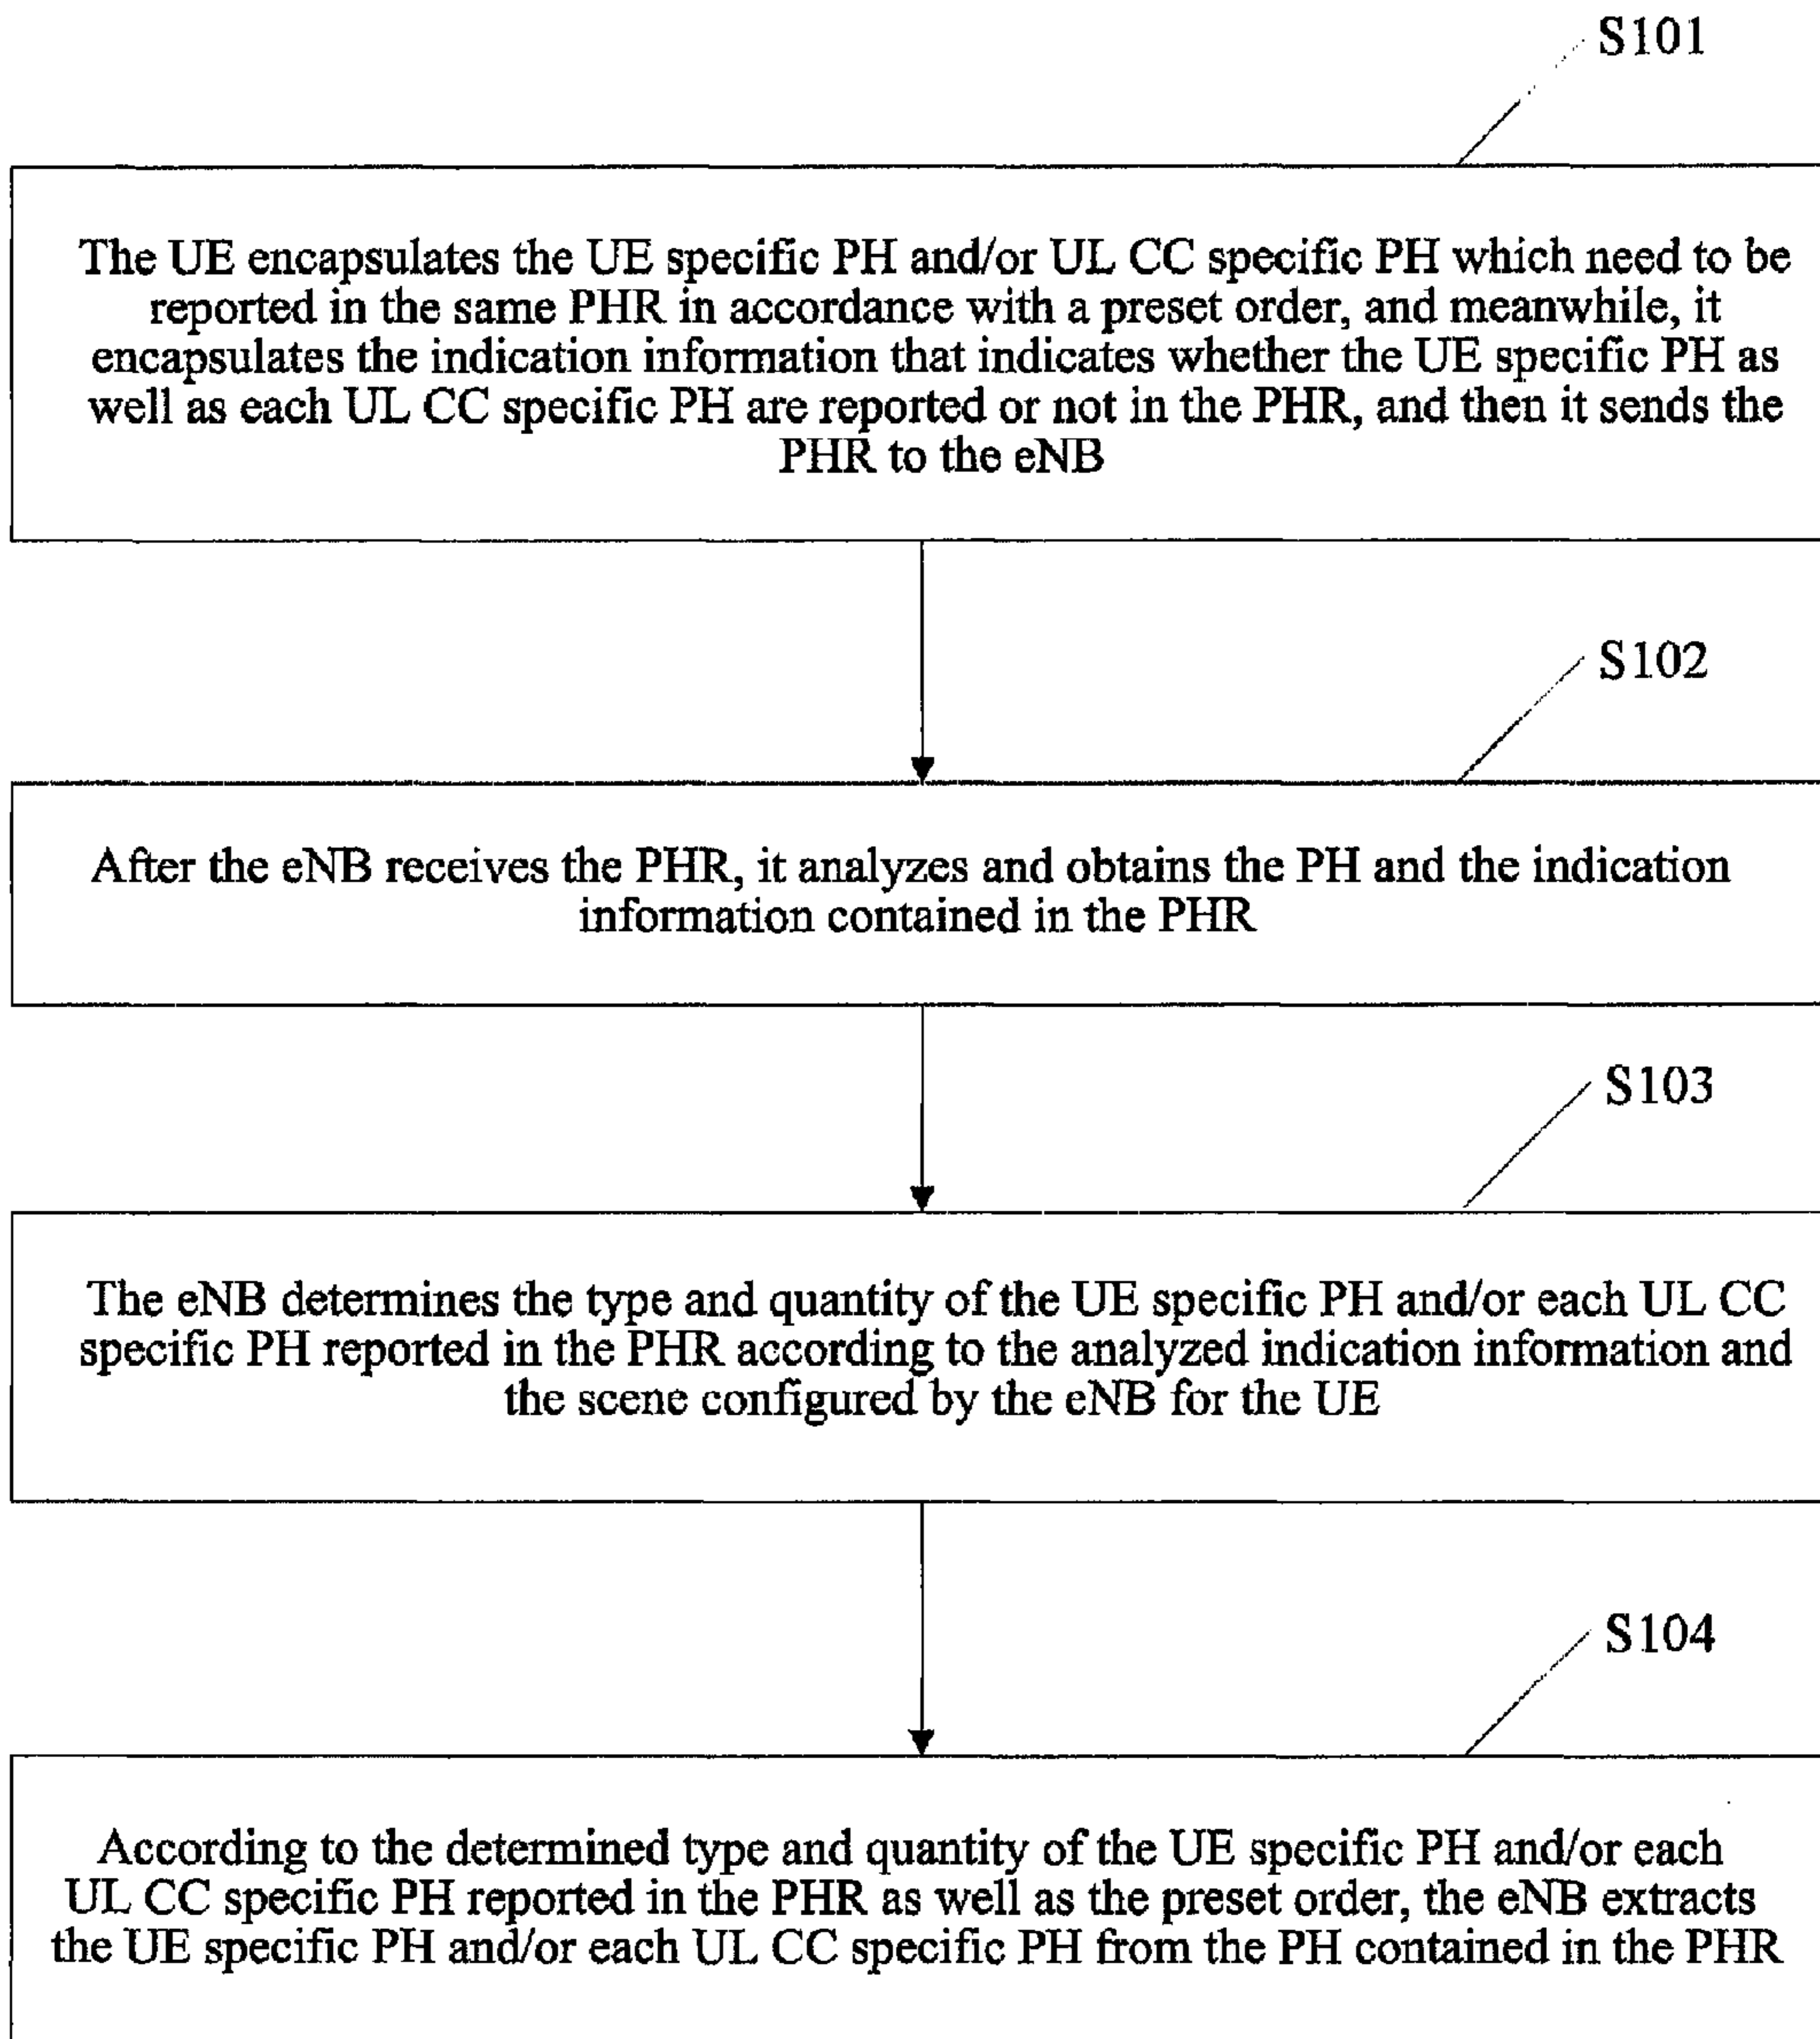 S101
The UE encapsulates the UE specific PH and/or UL CC specific PH which need to be
reported in the same PHR in accordance with a preset order, and meanwhile, it
encapsulates the indication information that indicates whether the UE specific PH as
well as each UL CC specific PH are reported or not in the PHR, and then it sends the
PHR to the eNB
S102
After the eNB receives the PHR, it analyzes and obtains the PH and the indication
information contained in the PHR
S103
The eNB determines the type and quantity of the UE specific PH and/or each UL CC
specific PH reported in the PHR according to the analyzed indication information and
the scene configured by the eNB for the UE
S104
According to the determined type and quantity of the UE specific PH and/or each
UL CC specific PH reported in the PHR as well as the preset order, the eNB extracts
the UE specific PH and/or each UL CC specific PH from the PH contained in the PHR